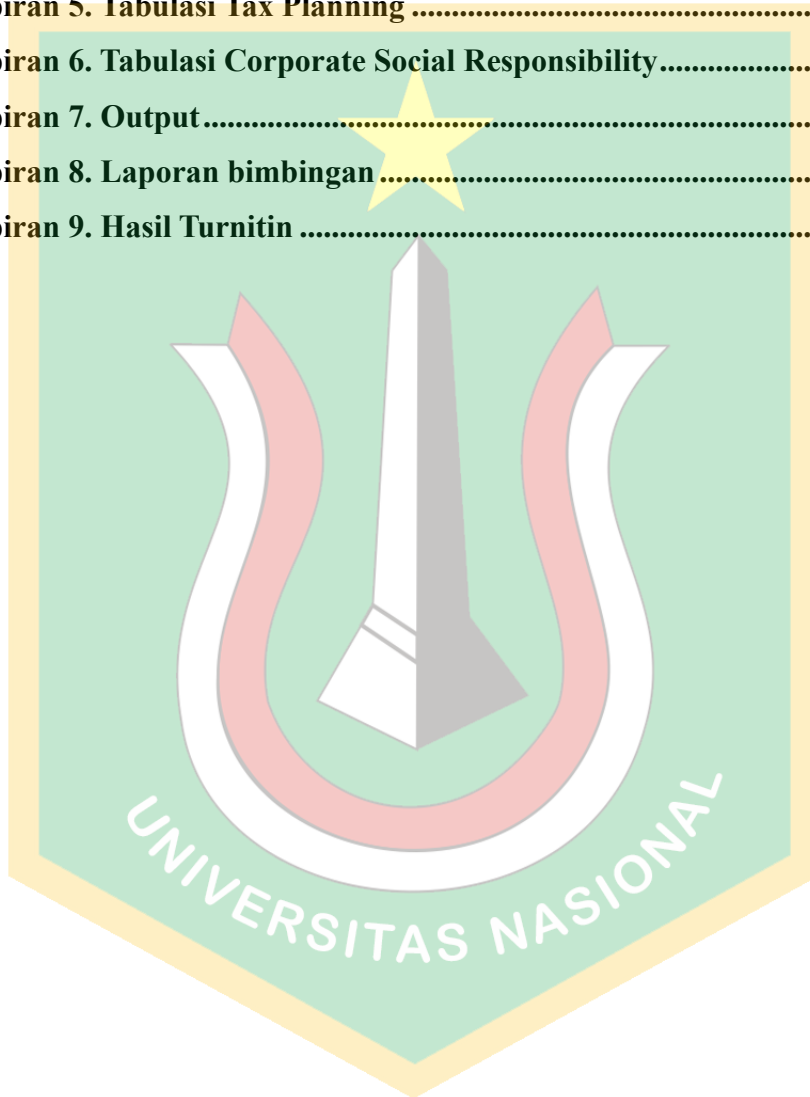 piran 5. Tabulasi Tax Planning ....................................................
piran 6. Tabulasi Corporate Social Responsibility...................
piran 7. Output............................................................................
piran 8. Laporan bimbingan ......................................................
piran 9. Hasil Turnitin ................................................................
UNIVERSITAS NASIONAL